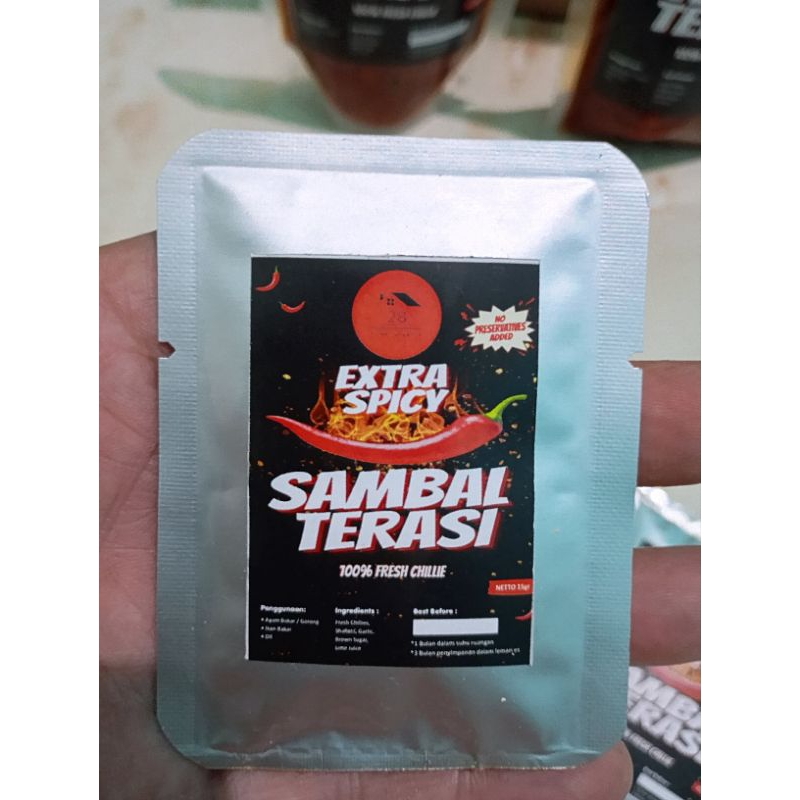 28
NO
PRESERVATIVES
ADDED
EXTRA
SPICY
SAMBAL
TERASI
100% FRESH CHILLIE
NETTO 15gr
Penggunaan:
• Ayam Bakar / Goreng
• Ikan Bakar
• Dll
Ingredients :
Fresh Chillies,
Shallots, Garlic,
Brown Sugar,
Lime Juice
Best Before :
*1 Bulan dalam suhu ruangan
*3 Bulan penyimpanan dalam lemari es